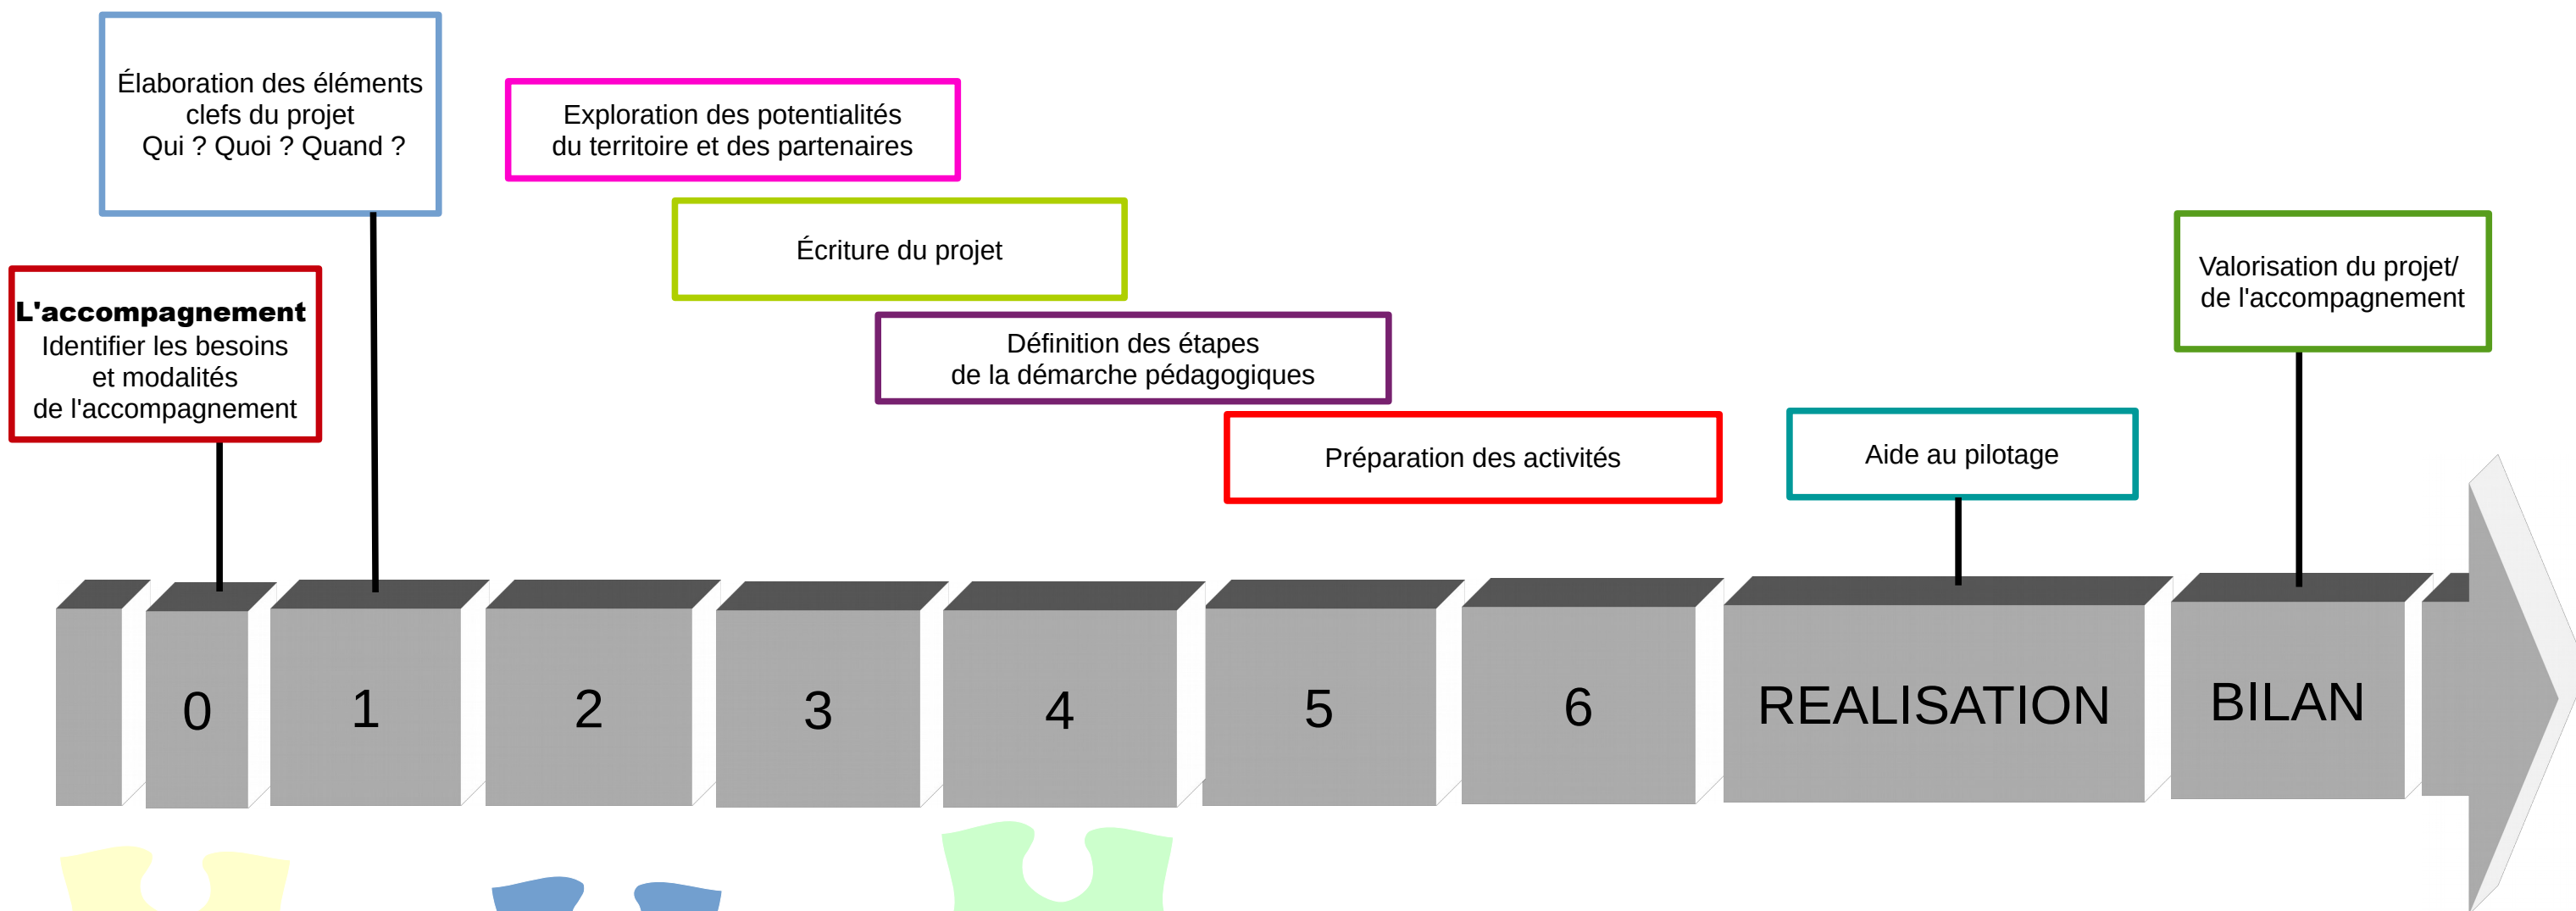 Élaboration des éléments
clefs du projet
Qui ? Quoi ? Quand ?
Exploration des potentialités
du territoire et des partenaires
Écriture du projet
L'accompagnement
Identifier les besoins
et modalités
de l'accompagnement
Définition des étapes
de la démarche pédagogiques
Préparation des activités
Aide au pilotage
Valorisation du projet/
de l'accompagnement
0
1
2
3
4
5
6
REALISATION
BILAN